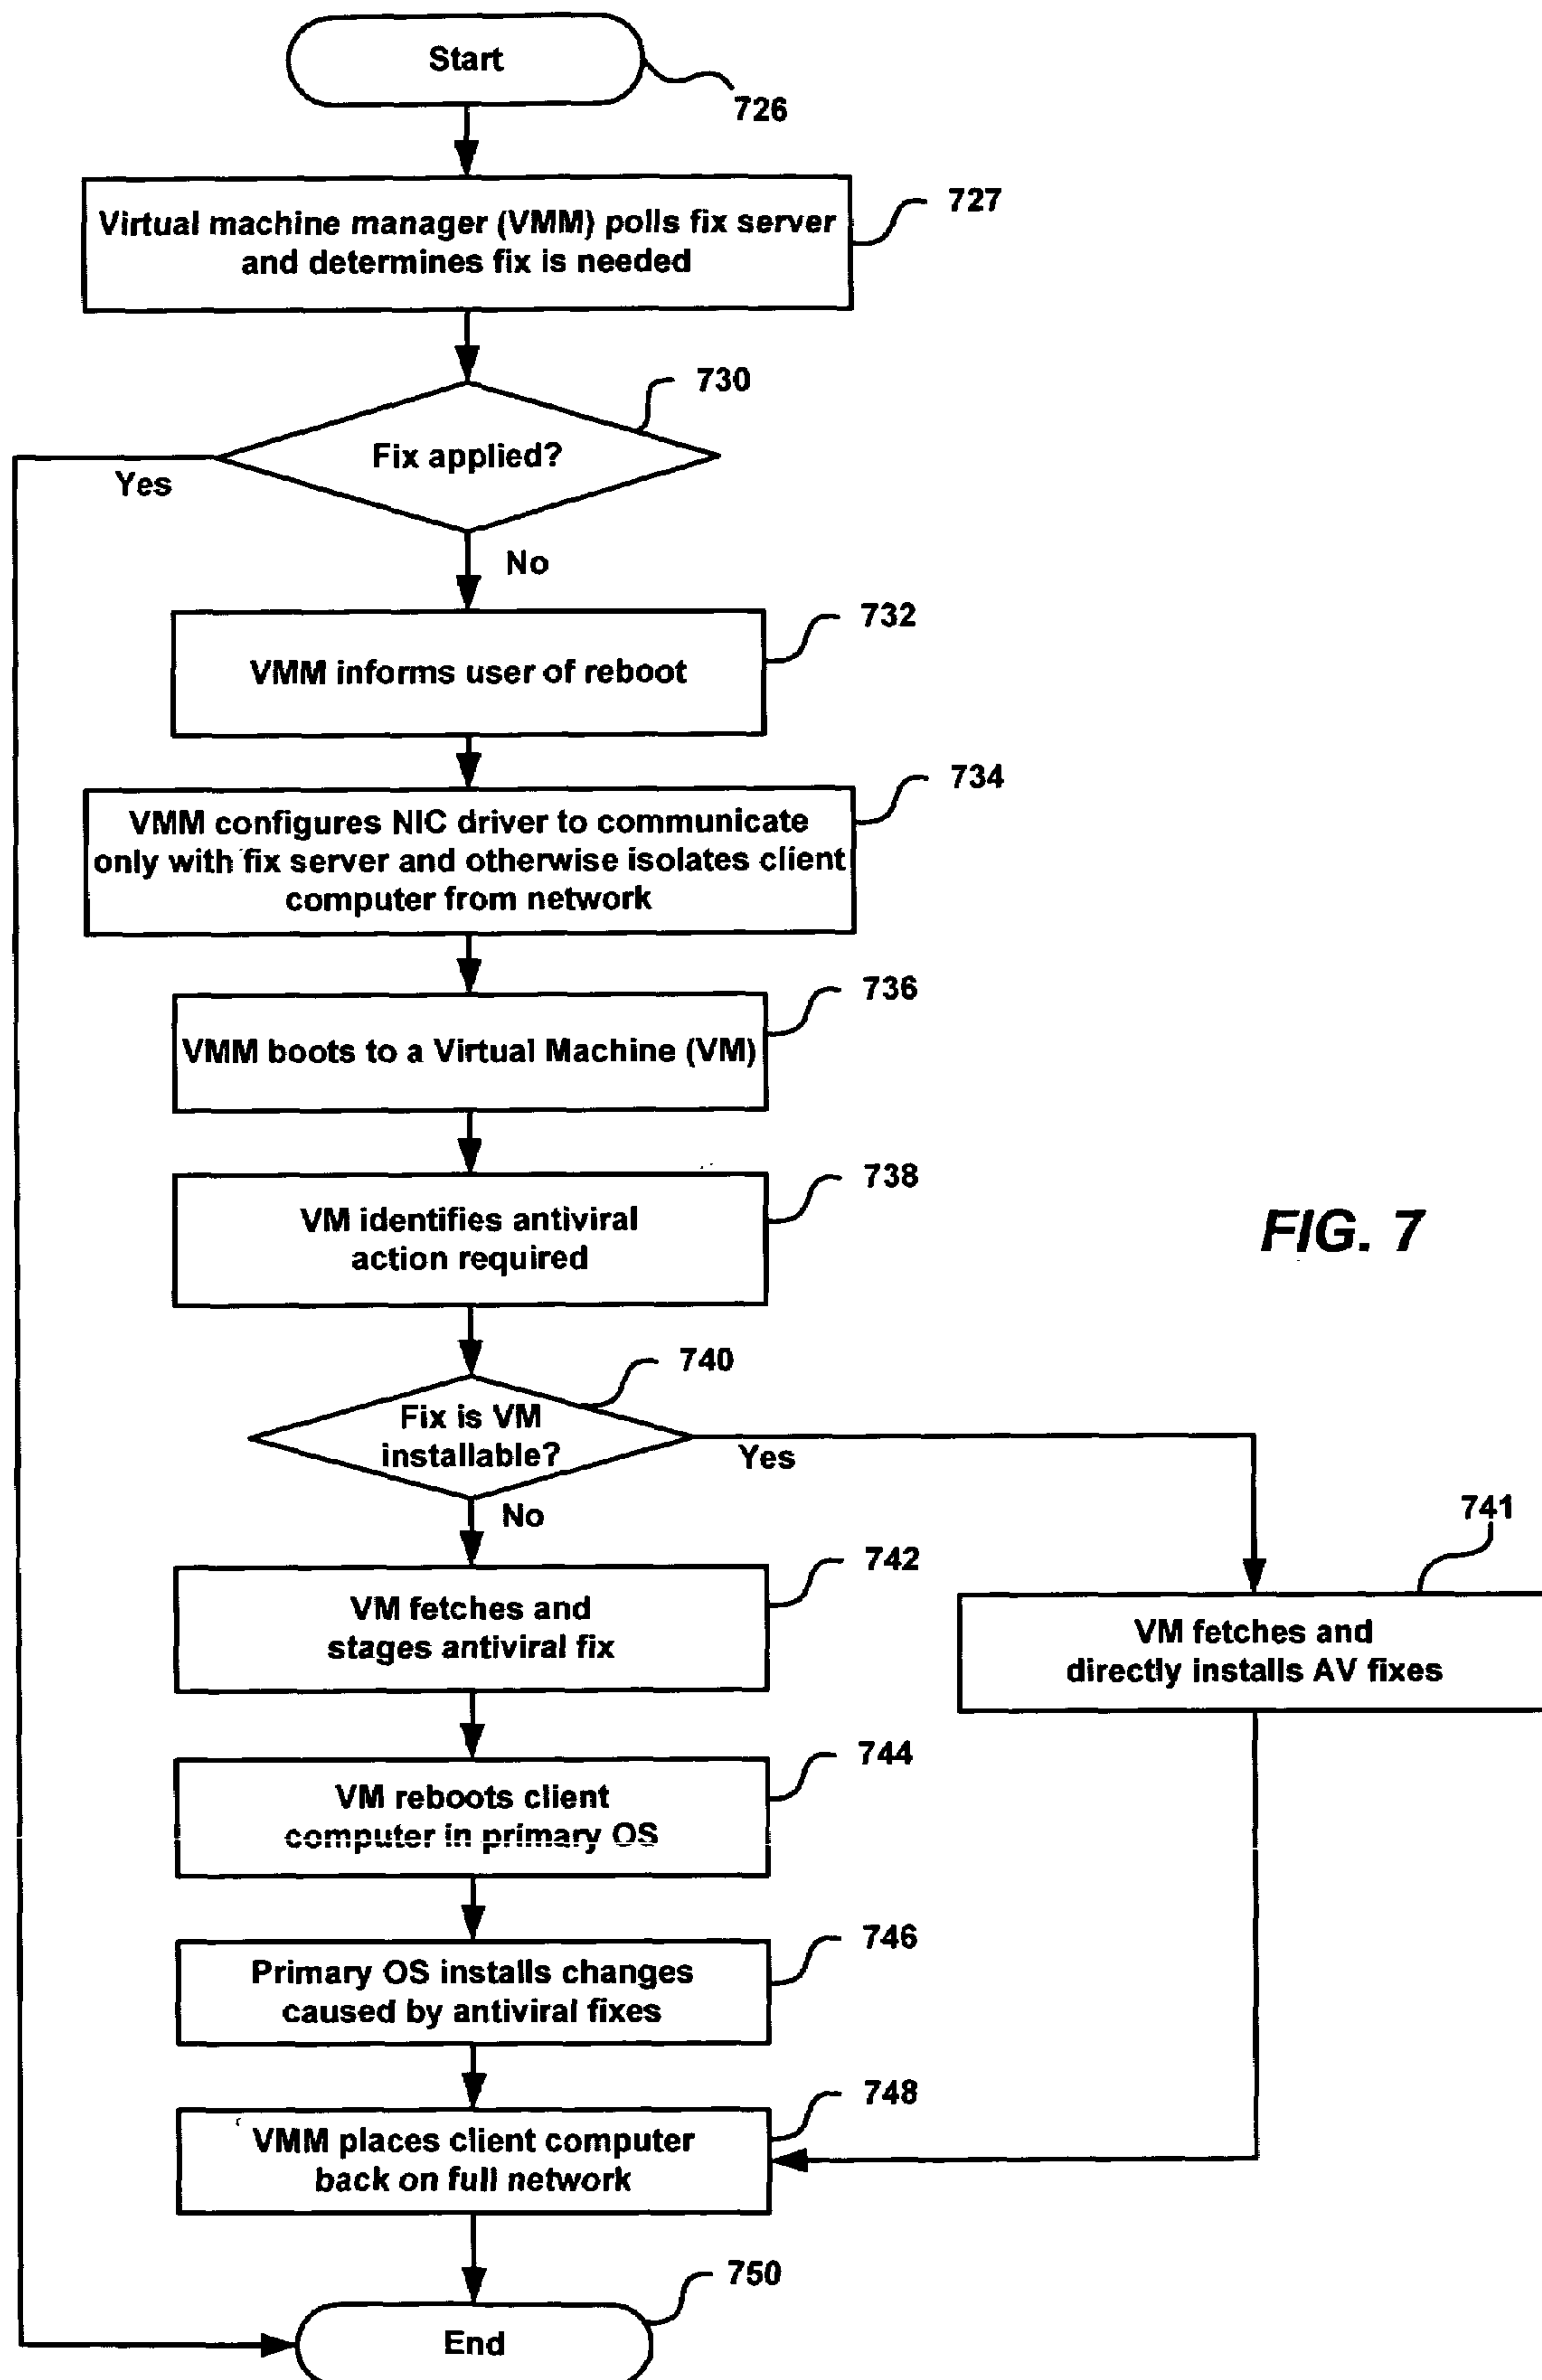 Start
726
Virtual machine manager (VMM) polls fix server
and determines fix is needed
727
730
Fix applied?
Yes
No
732
VMM informs user of reboot
734
VMM configures NIC driver to communicate
only with fix server and otherwise isolates client
computer from network
736
VMM boots to a Virtual Machine (VM)
738
VM identifies antiviral
action required
FIG. 7
740
Fix is VM
installable?
Yes
No
741
742
VM fetches and
stages antiviral fix
VM fetches and
directly installs AV fixes
744
VM reboots client
computer in primary OS
746
Primary OS installs changes
caused by antiviral fixes
748
VMM places client computer
back on full network
750
End